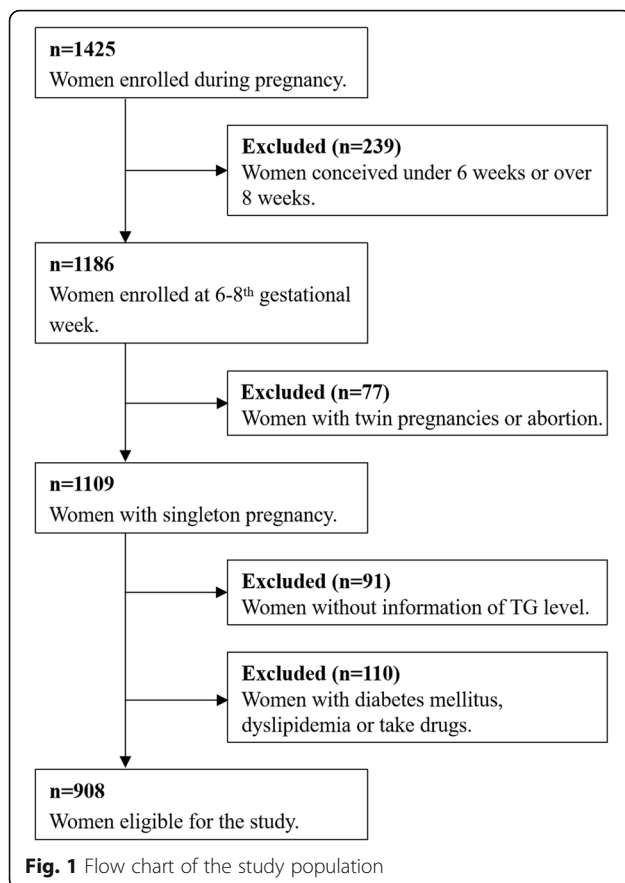 n=1425
Women enrolled during pregnancy.
Excluded (n=239)
Women conceived under 6 weeks or over
8 weeks.
n=1186
Women enrolled at 6-8th gestational
week.
Excluded (n=77)
Women with twin pregnancies or abortion.
n=1109
Women with singleton pregnancy.
Excluded (n=91)
Women without information of TG level.
Excluded (n=110)
Women with diabetes mellitus,
dyslipidemia or take drugs.
n=908
Women eligible for the study.
Fig. 1 Flow chart of the study population